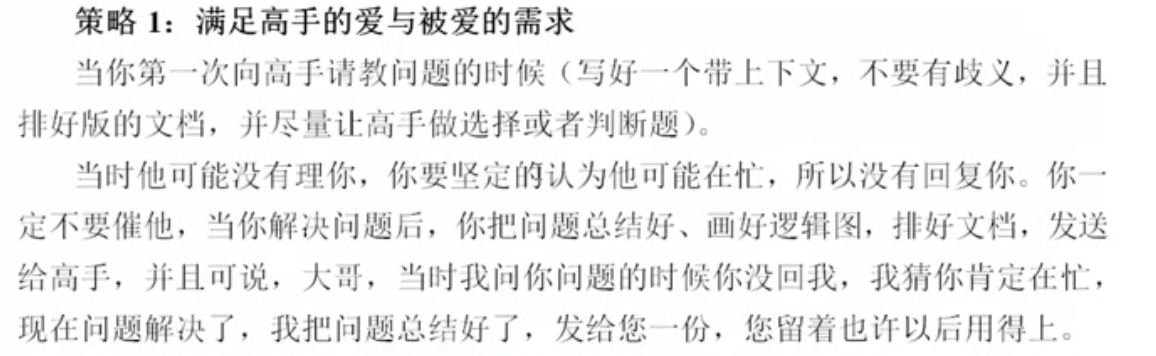 策略 1：满足高手的爱与被爱的需求
当你第一次向高手请教问题的时候（写好一个带上下文，不要有歧义，并且
排好版的文档，并尽量让高手做选择或者判断题）。
当时他可能没有理你，你要坚定的认为他可能在忙，所以没有回复你。你一
定不要催他，当你解决问题后，你把问题总结好、画好逻辑图，排好文档，发送
给高手，并且可说，大哥，当时我问你问题的时候你没回我，我猜你肯定在忙，
现在问题解决了，我把问题总结好了，发给您一份，您留着也许以后用得上。